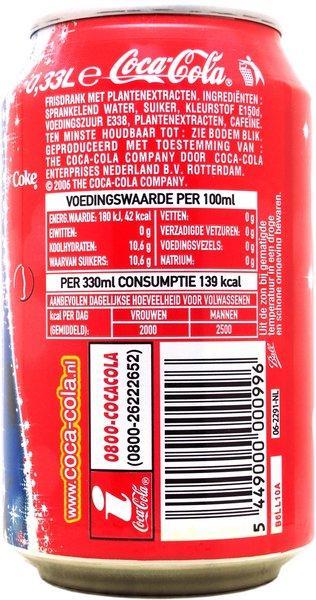 0,33L e Coca-Cola®
FRISDRANK MET PLANTENEXTRACTEN. INGREDIËNTEN:
SPRANKELEND WATER, SUIKER, KLEURSTOF E150d,
VOEDINGSZUUR E338, PLANTENEXTRACTEN, CAFEÏNE.
TEN MINSTE HOUDBAAR TOT: ZIE BODEM BLIK.
GEPRODUCEERD MET TOESTEMMING VAN:
THE COCA-COLA COMPANY DOOR COCA-COLA
ENTERPRISES NEDERLAND B.V. ROTTERDAM.
© 2006 THE COCA-COLA COMPANY.
Coke
VOEDINGSWAARDE PER 100ml
ENERG.WAARDE: 180 kJ, 42 kcal VETTEN: 0 g
EIWITTEN: 0 g VERZADIGDE VETZUREN: 0 g
KOOLHYDRATEN: 10.6 g VOEDINGSVEZELS: 0 g
WAARVAN SUIKERS: 10.6 g NATRIUM: 0 g
PER 330ml CONSUMPTIE 139 kcal
AANBEVOLEN DAGELIJKSE HOEVEELHEID VOOR VOLWASSENEN
kcal PER DAG VROUWEN MANNEN
(GEMIDDELD): 2000 2500
Uit de zon bij gematigde
temperatuur in een droge
en schone omgeving bewaren.
www.coca-cola.nl
0800-COCACOLA
(0800-26222652)
i
Coca-Cola®
5 449000 000996
Ball
06-2291-NL
B6LL10A